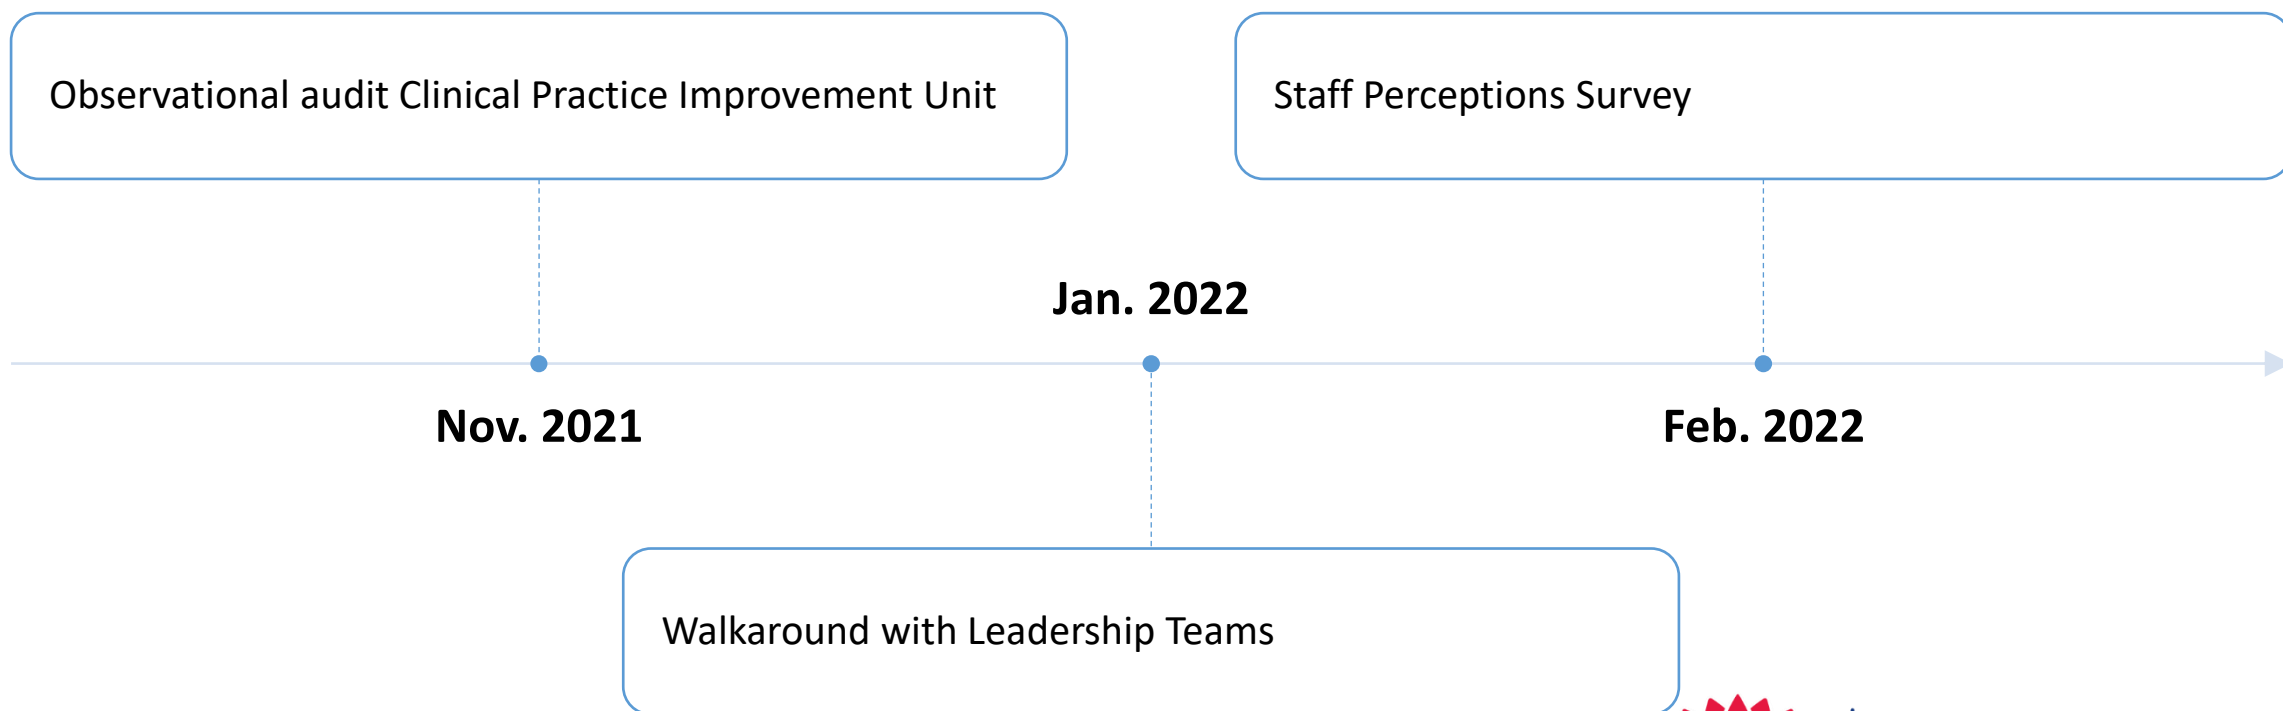 Observational audit Clinical Practice Improvement Unit
Staff Perceptions Survey
Jan. 2022
Nov. 2021
Feb. 2022
Walkaround with Leadership Teams